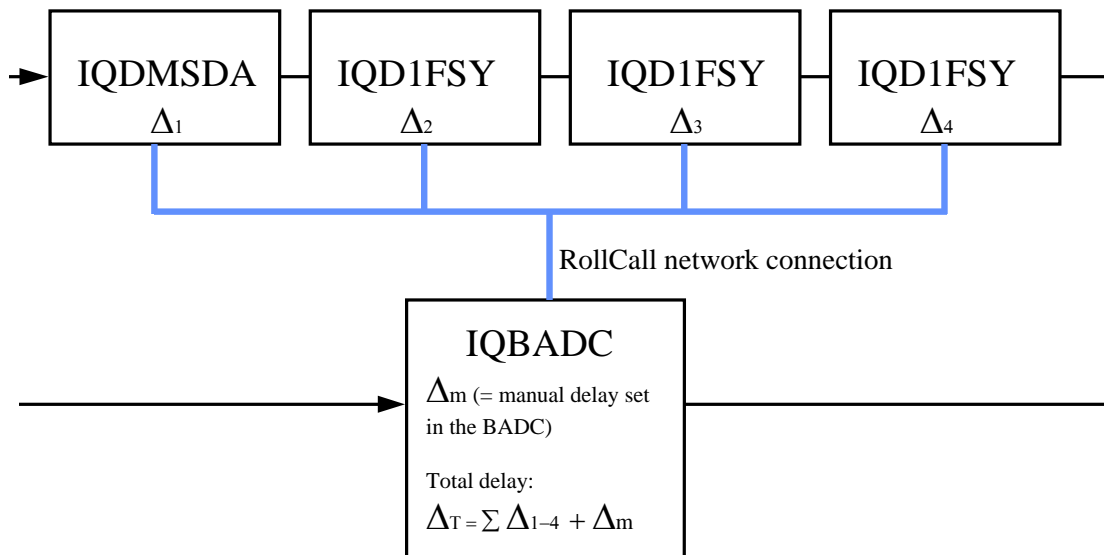 IQDMSDA
Δ1
IQD1FSY
Δ2
IQD1FSY
Δ3
IQD1FSY
Δ4
RollCall network connection
IQBADC
Δm (= manual delay set
in the BADC)
Total delay:
ΔT = ∑ Δ1–4 + Δm